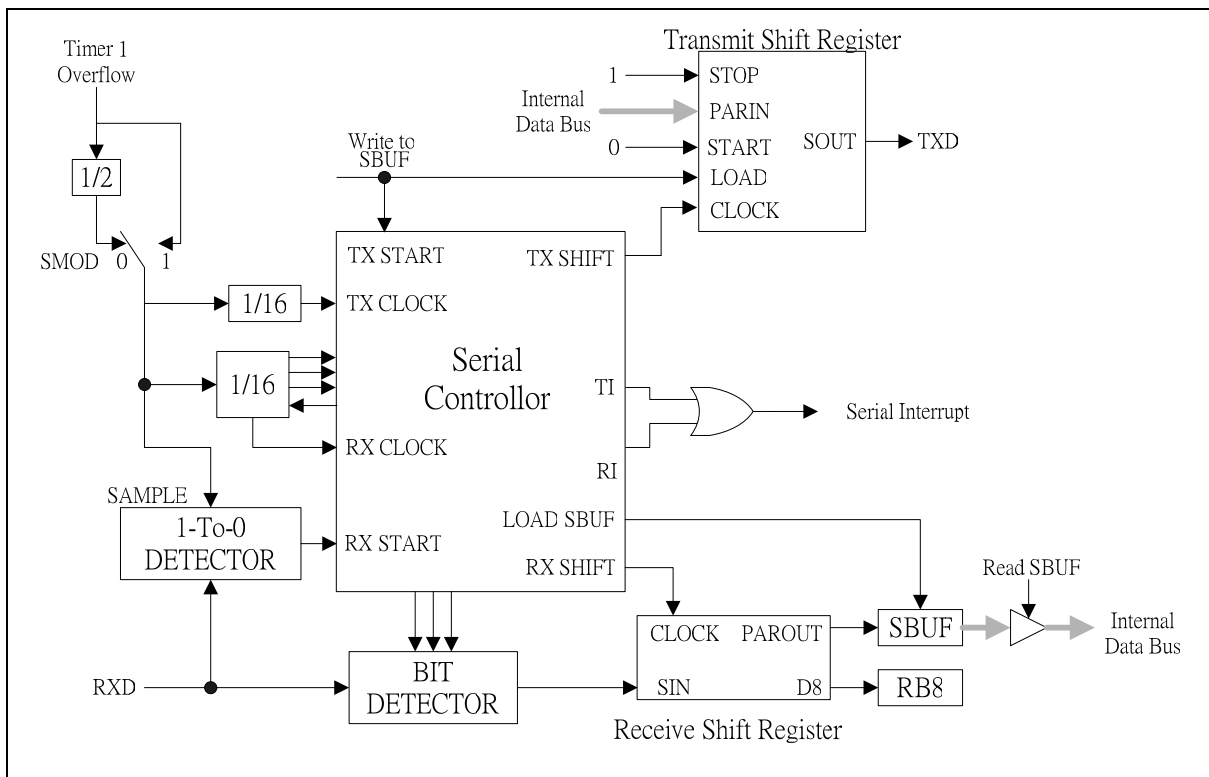 Timer 1
Overflow
1/2
SMOD 0 1
Transmit Shift Register
1
STOP
Internal
Data Bus
PARIN
0
START
SOUT
TXD
LOAD
CLOCK
Write to
SBUF
TX START
TX SHIFT
1/16
TX CLOCK
Serial
Controllor
1/16
TI
Serial Interrupt
RX CLOCK
RI
SAMPLE
1-To-0
DETECTOR
RX START
LOAD SBUF
RX SHIFT
Read SBUF
CLOCK PAROUT
SBUF
Internal
Data Bus
RXD
BIT
DETECTOR
SIN D8
RB8
Receive Shift Register